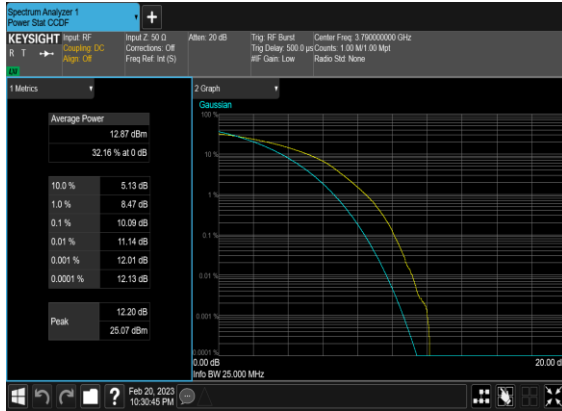 Spectrum Analyzer 1
Power Stat CCDF
+
KEYSIGHT
R T
LU
Input: RF
Coupling: DC
Align: Off
Input Z: 50 Ω
Corrections: Off
Freq Ref: Int (S)
Atten: 20 dB
Trig: RF Burst
Trig Delay: 500.0 µs
#IF Gain: Low
Center Freq: 3.790000000 GHz
Counts: 1.00 M/1.00 Mpt
Radio Std: None
1 Metrics
Average Power
12.87 dBm
32.16 % at 0 dB
10.0 % 5.13 dB
1.0 % 8.47 dB
0.1 % 10.09 dB
0.01 % 11.14 dB
0.001 % 12.01 dB
0.0001 % 12.13 dB
Peak
12.20 dB
25.07 dBm
2 Graph
Gaussian
100 %
10 %
1 %
0.1 %
0.01 %
0.001 %
0.0001 %
0.00 dB
20.00 d
Info BW 25.000 MHz
?
Feb 20, 2023
10:30:45 PM